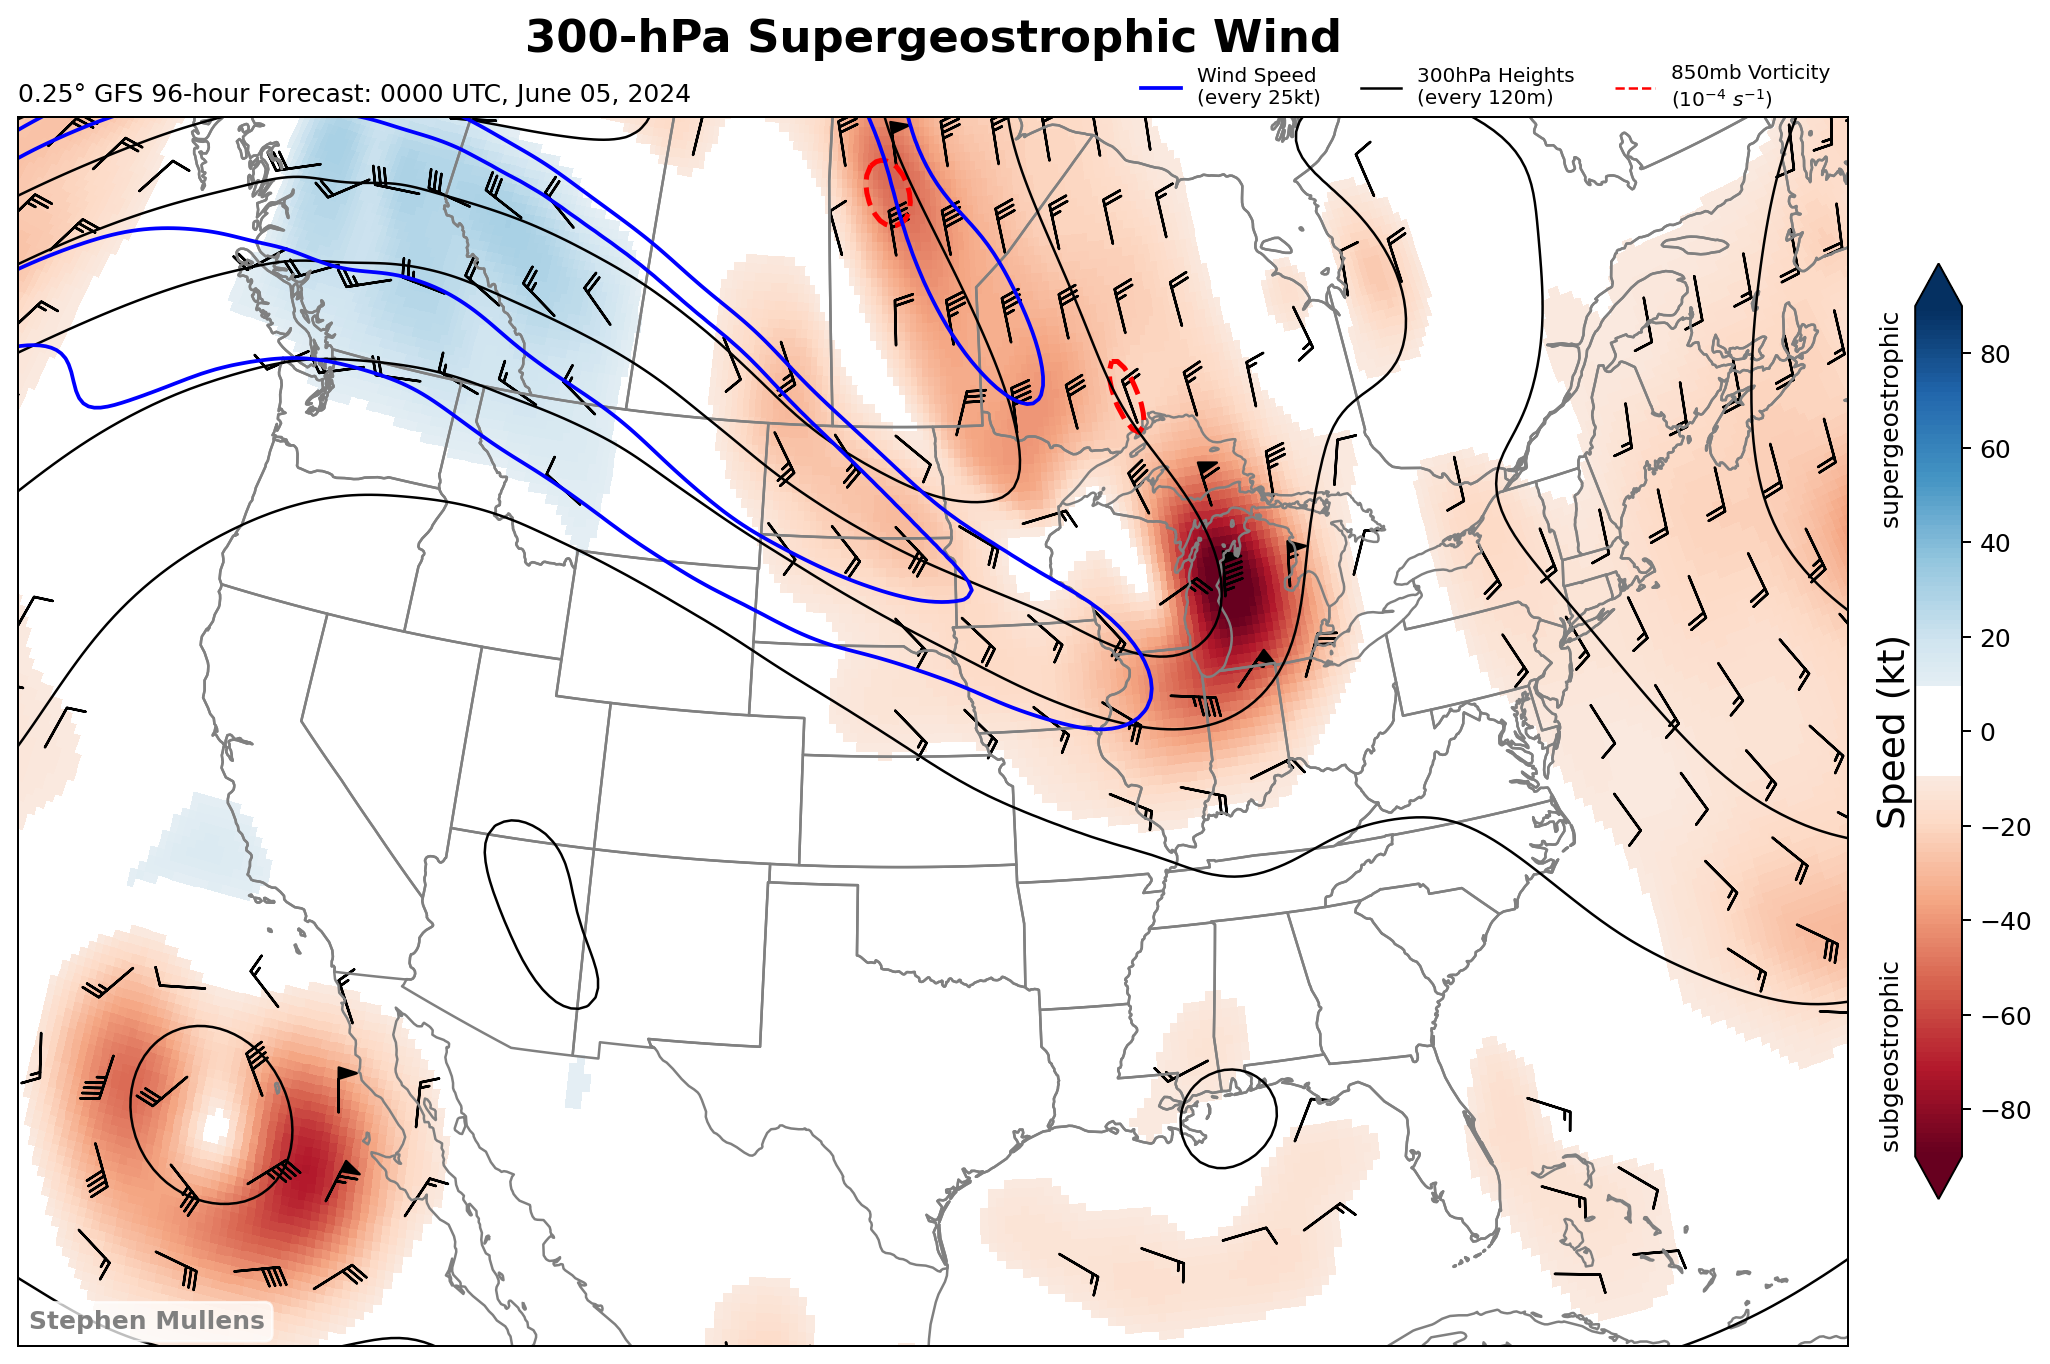 300-hPa Supergeostrophic Wind
0.25° GFS 96-hour Forecast: 0000 UTC, June 05, 2024
Wind Speed
(every 25kt)
300hPa Heights
(every 120m)
850mb Vorticity
(10⁻⁴ s⁻¹)
supergeostrophic
Speed (kt)
subgeostrophic
80
60
40
20
0
−20
−40
−60
−80
Stephen Mullens